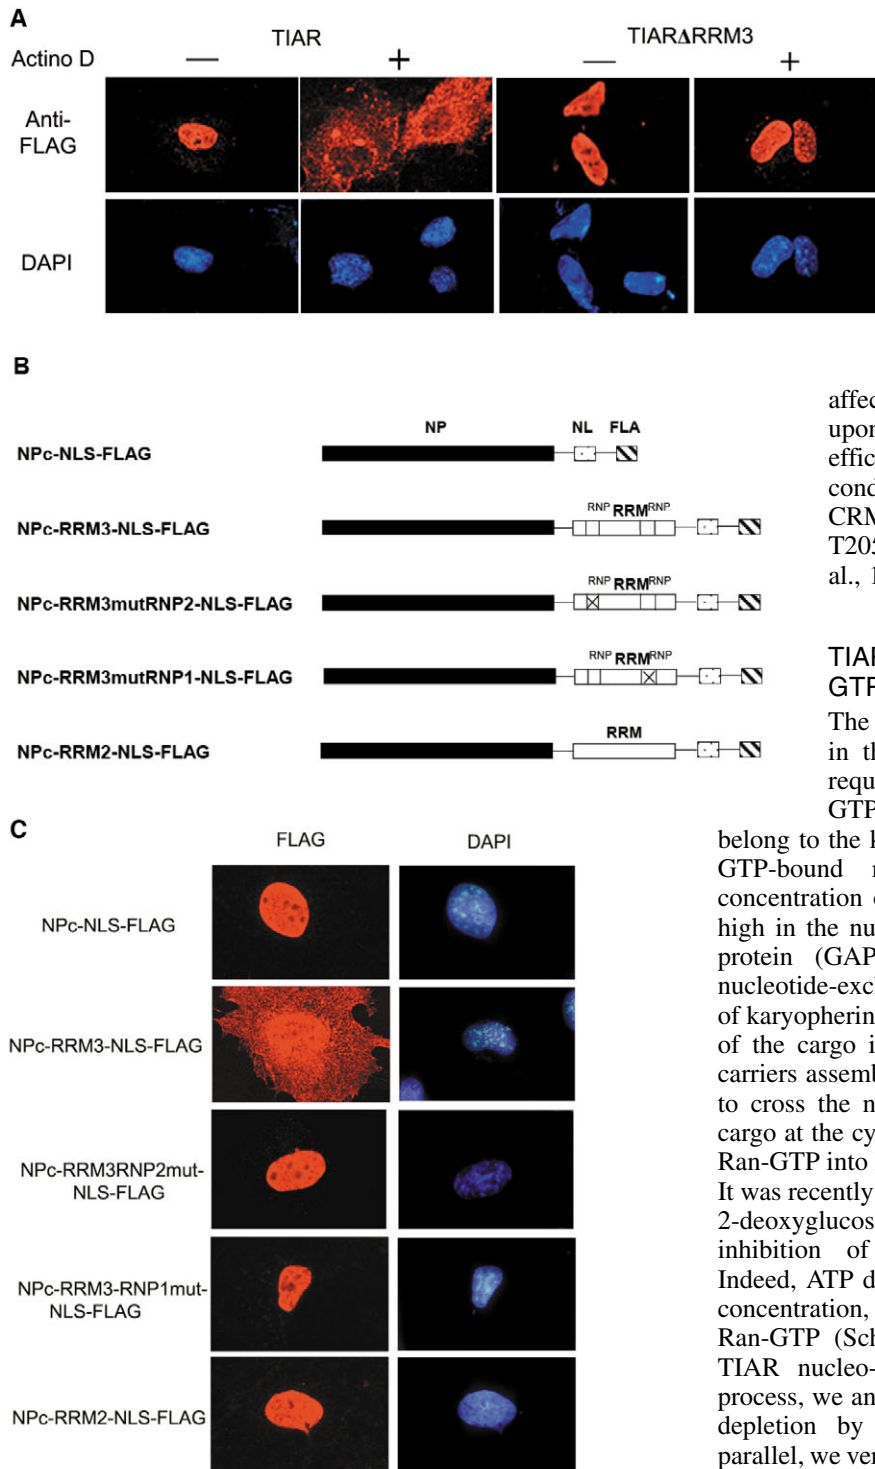 A
TIAR
TIARΔRRM3
Actino D
—
+
—
+
Anti-
FLAG
DAPI
B
NP NL FLA
NPc-NLS-FLAG
RNP RRM RNP
NPc-RRM3-NLS-FLAG
RNP RRM RNP
NPc-RRM3mutRNP2-NLS-FLAG
RNP RRM RNP
NPc-RRM3mutRNP1-NLS-FLAG
RRM
NPc-RRM2-NLS-FLAG
C
FLAG
DAPI
NPc-NLS-FLAG
NPc-RRM3-NLS-FLAG
NPc-RRM3RNP2mut-
NLS-FLAG
NPc-RRM3-RNP1mut-
NLS-FLAG
NPc-RRM2-NLS-FLAG
affec
upon
effic
cond
CRM
T205
al., 1
TIAR
GTP
The
in th
requ
GTP
belong to the k
GTP-bound r
concentration o
high in the nu
protein (GAP
nucleotide-exch
of karyopherin
of the cargo i
carriers assemb
to cross the n
cargo at the cy
Ran-GTP into
It was recently
2-deoxyglucos
inhibition of
Indeed, ATP d
concentration,
Ran-GTP (Sch
TIAR nucleo-
process, we an
depletion by
parallel, we ver